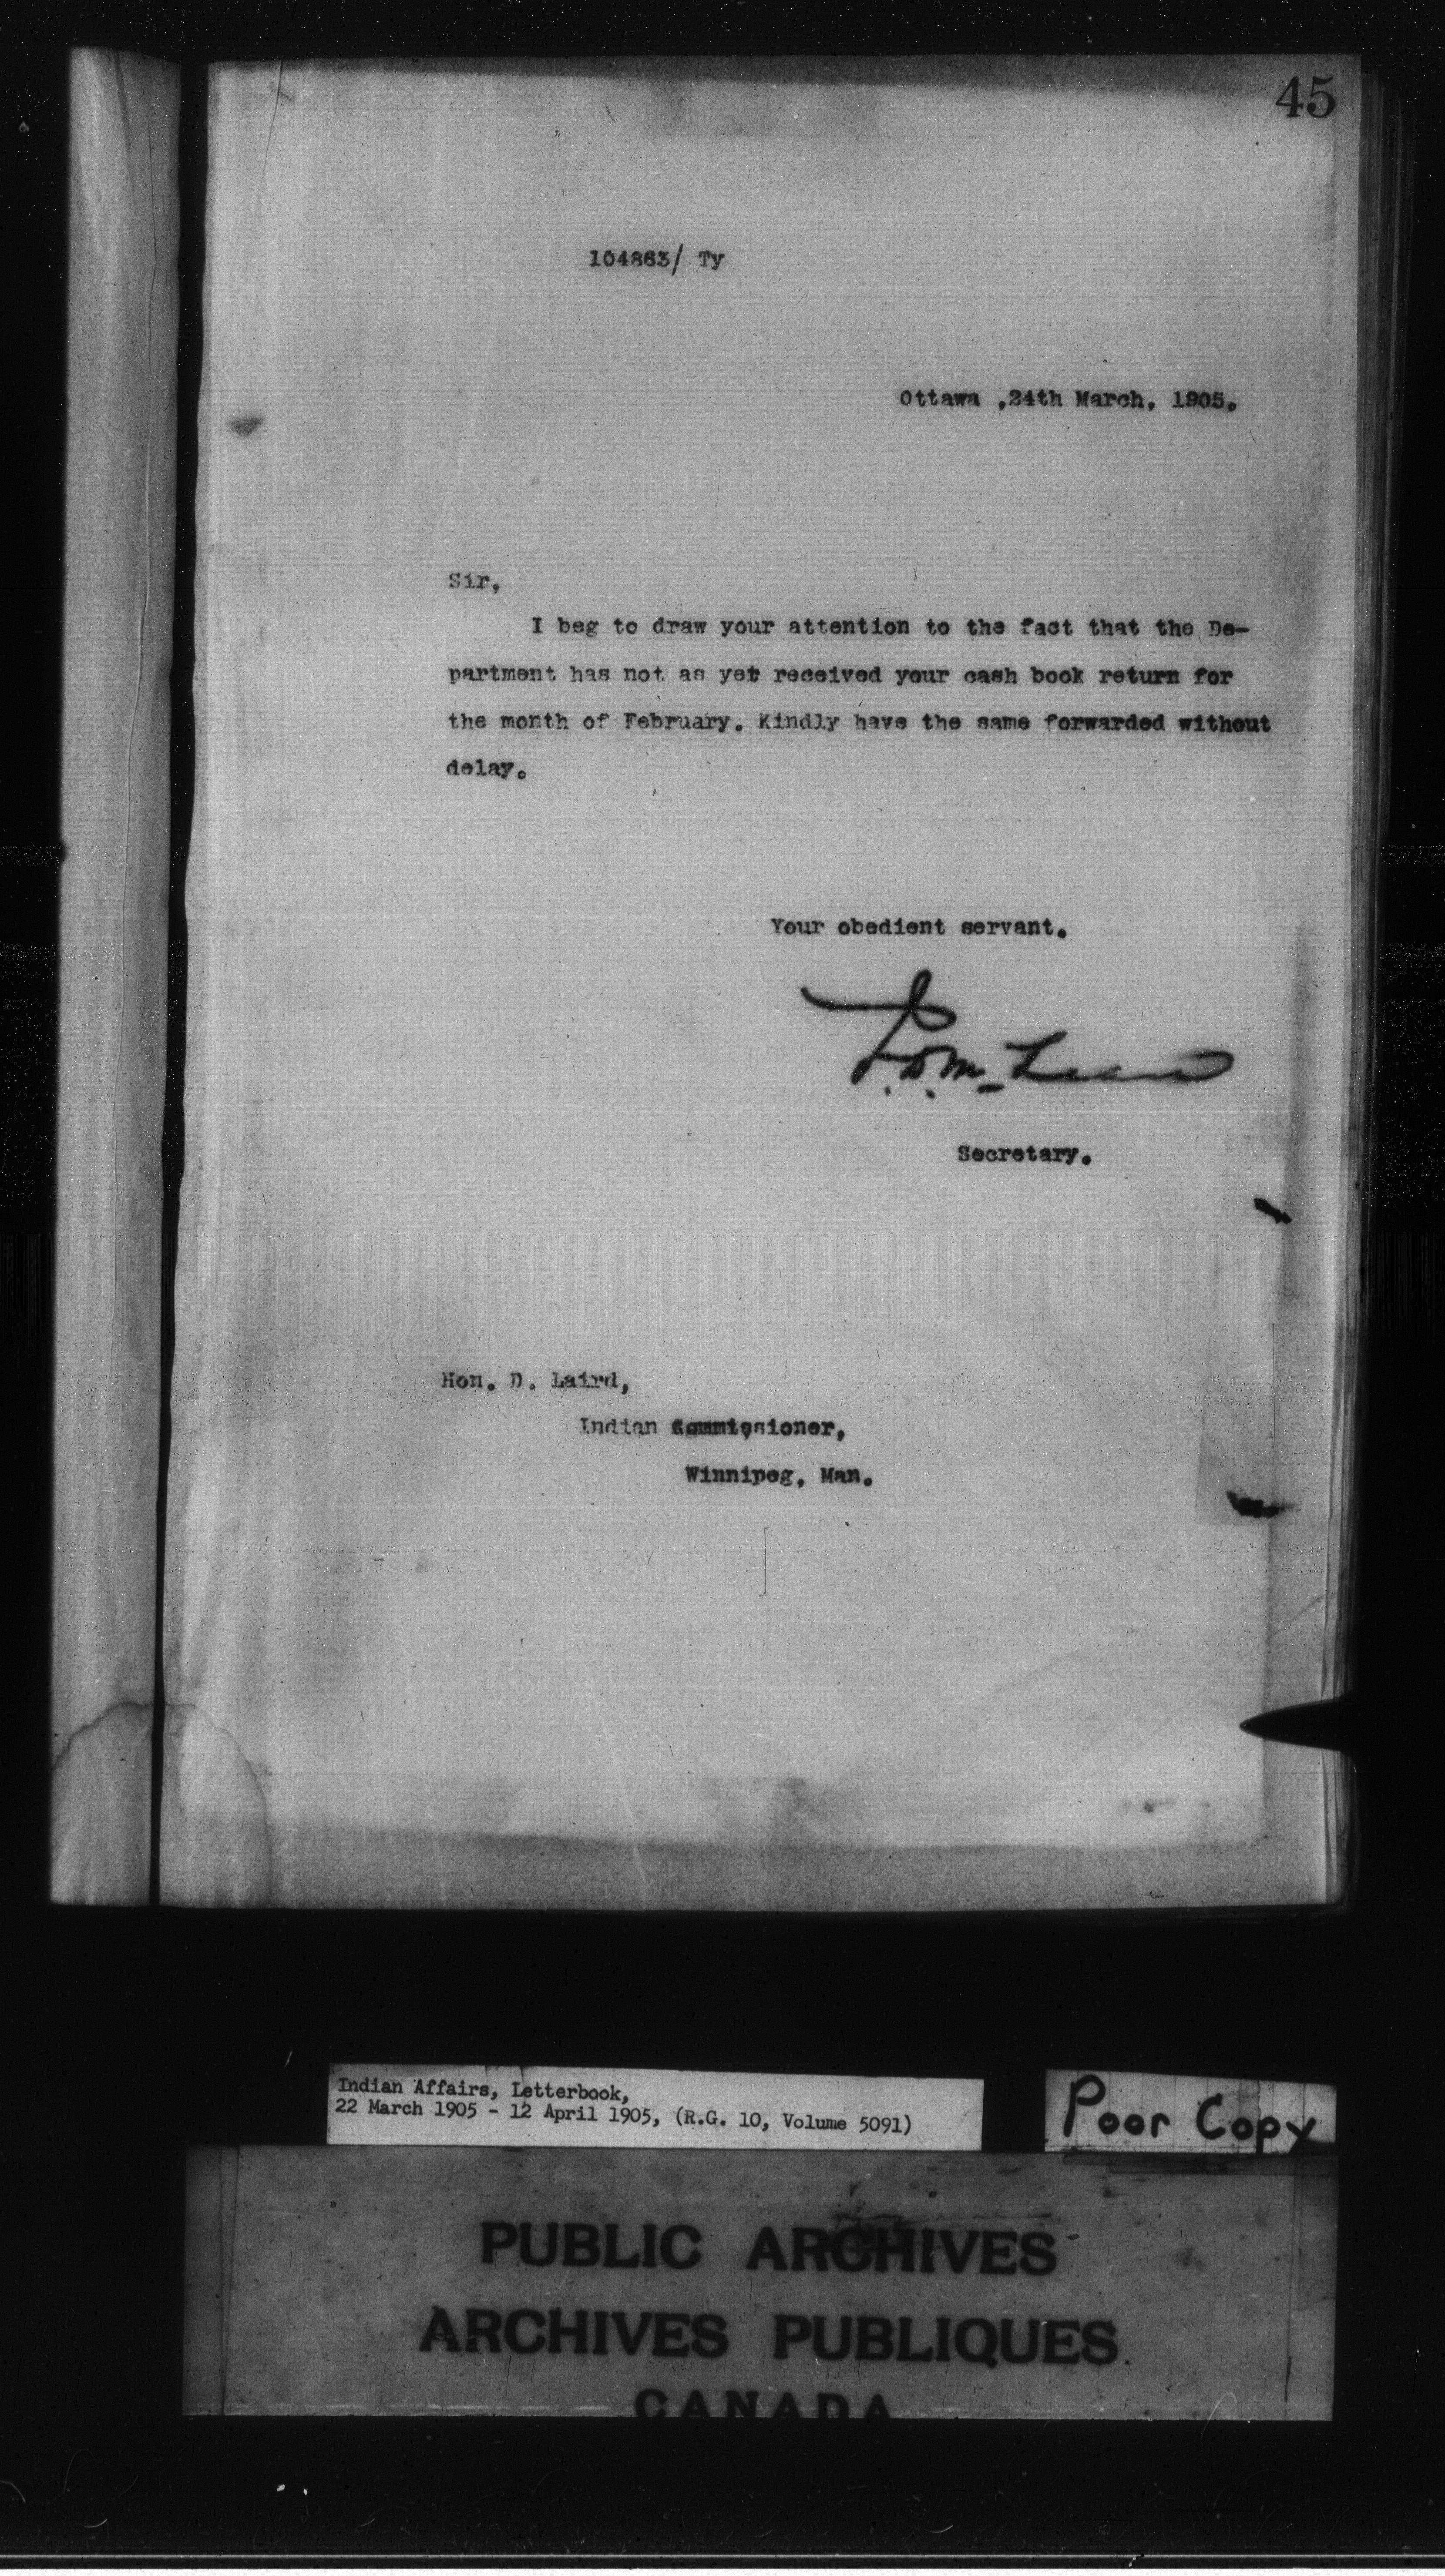 45
104863/ Ty
Ottawa ,24th March, 1905.
Sir,
I beg to draw your attention to the fact that the De-
partment has not as yet received your cash book return for
the month of February. Kindly have the same forwarded without
delay.
Your obedient servant.
J.D. McLean
Secretary.
Hon. D. Laird,
Indian Commissioner,
Winnipeg, Man.
Indian Affairs, Letterbook,
22 March 1905 - 12 April 1905, (R.G. 10, Volume 5091)
Poor Copy
PUBLIC ARCHIVES
ARCHIVES PUBLIQUES
CANADA